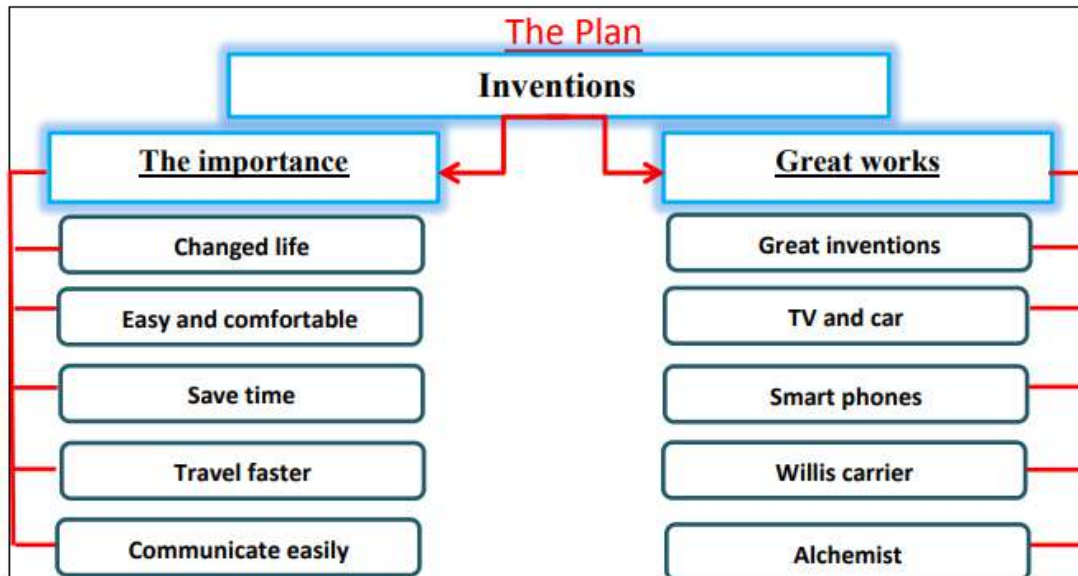 The Plan
Inventions
The importance
Changed life
Easy and comfortable
Save time
Travel faster
Communicate easily
Great works
Great inventions
TV and car
Smart phones
Willis carrier
Alchemist